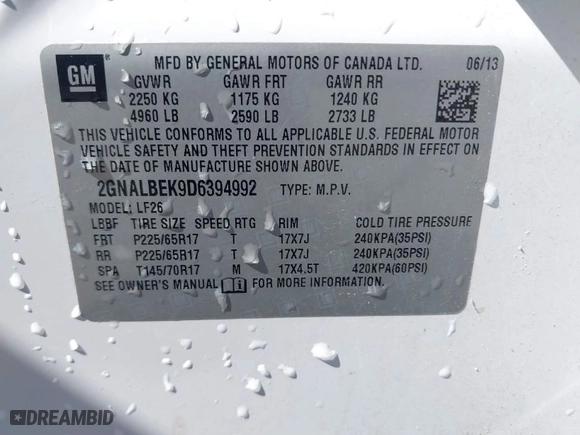 GM
®
MFD BY GENERAL MOTORS OF CANADA LTD. 06/13
GVWR GAWR FRT GAWR RR
2250 KG 1175 KG 1240 KG
4960 LB 2590 LB 2733 LB
THIS VEHICLE CONFORMS TO ALL APPLICABLE U.S. FEDERAL MOTOR
VEHICLE SAFETY AND THEFT PREVENTION STANDARDS IN EFFECT ON
THE DATE OF MANUFACTURE SHOWN ABOVE.
2GNALBEK9D6394992 TYPE: M.P.V.
MODEL: LF26
LBBF TIRE SIZE SPEED RTG RIM COLD TIRE PRESSURE
FRT P225/65R17 T 17X7J 240KPA(35PSI)
RR P225/65R17 T 17X7J 240KPA(35PSI)
SPA T145/70R17 M 17X4.5T 420KPA(60PSI)
SEE OWNER'S MANUAL FOR MORE INFORMATION.
DREAMBID